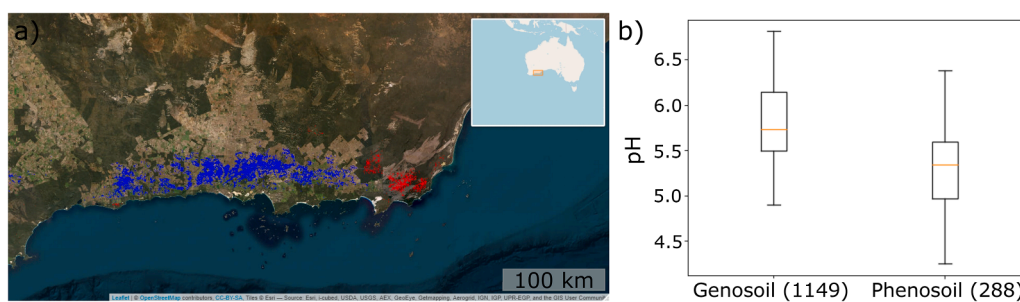 a)
100 km
Leaflet | © OpenStreetMap contributors, CC-BY-SA, Tiles © Esri — Source: Esri, i-cubed, USDA, USGS, AEX, GeoEye, Getmapping, Aerogrid, IGN, IGP, UPR-EGP, and the GIS User Commun
b)
pH
6.5
6.0
5.5
5.0
4.5
Genosoil (1149) Phenosoil (288)